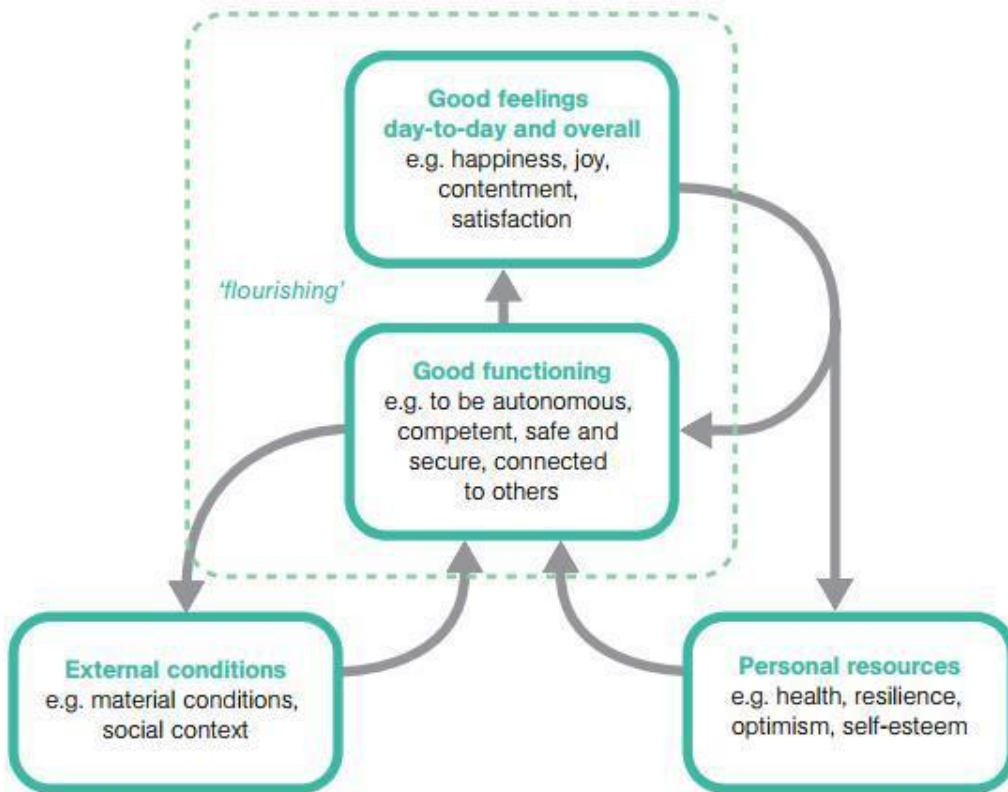 Good feelings
day-to-day and overall
e.g. happiness, joy,
contentment,
satisfaction
'flourishing'
Good functioning
e.g. to be autonomous,
competent, safe and
secure, connected
to others
External conditions
e.g. material conditions,
social context
Personal resources
e.g. health, resilience,
optimism, self-esteem